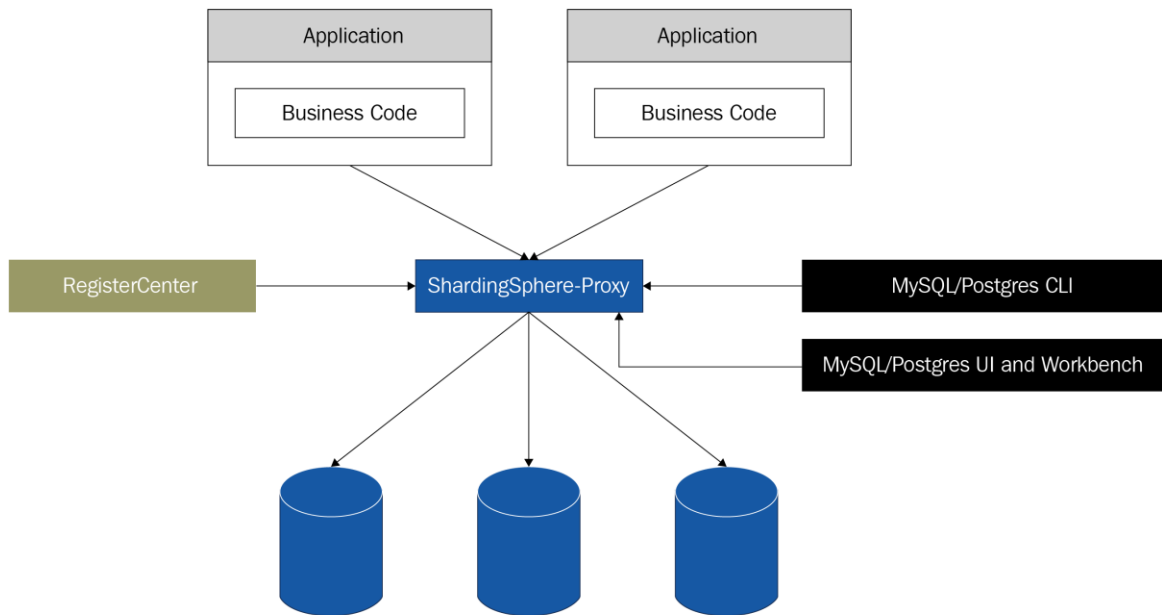 Application
Application
Business Code
Business Code
RegisterCenter
ShardingSphere-Proxy
MySQL/Postgres CLI
MySQL/Postgres UI and Workbench